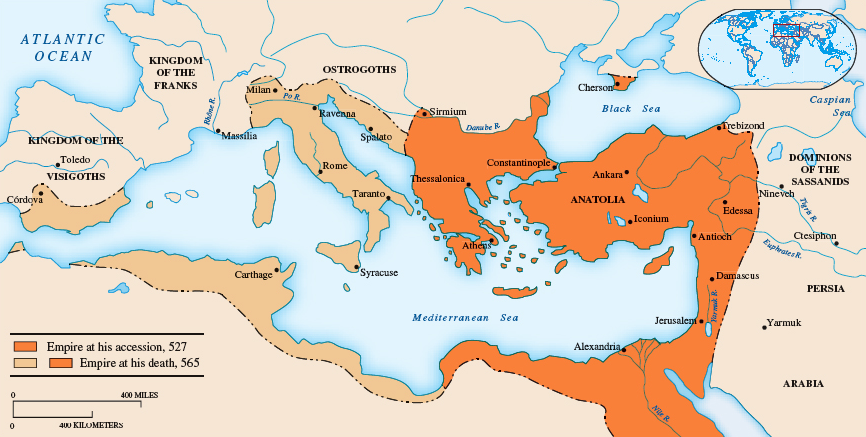 ATLANTIC
OCEAN
KINGDOM
OF THE
FRANKS
OSTROGOTHS
Milan
Po R.
Rhône R.
Ravenna
Massilia
Spalato
Sirmium
Danube R.
Cherson
Black Sea
Caspian
Sea
Trebizond
KINGDOM OF THE
Toledo
VISIGOTHS
Córdova
Rome
Taranto
Thessalonica
Constantinople
Ankara
ANATOLIA
Iconium
Athens
DOMINIONS
OF THE
SASSANIDS
Nineveh
Tigris R.
Edessa
Ctesiphon
Euphrates R.
Antioch
Damascus
PERSIA
Carthage
Syracuse
Mediterranean Sea
Yarmuk R.
Jerusalem
Yarmuk
Alexandria
Nile R.
ARABIA
Empire at his accession, 527
Empire at his death, 565
0 400 MILES
0 400 KILOMETERS